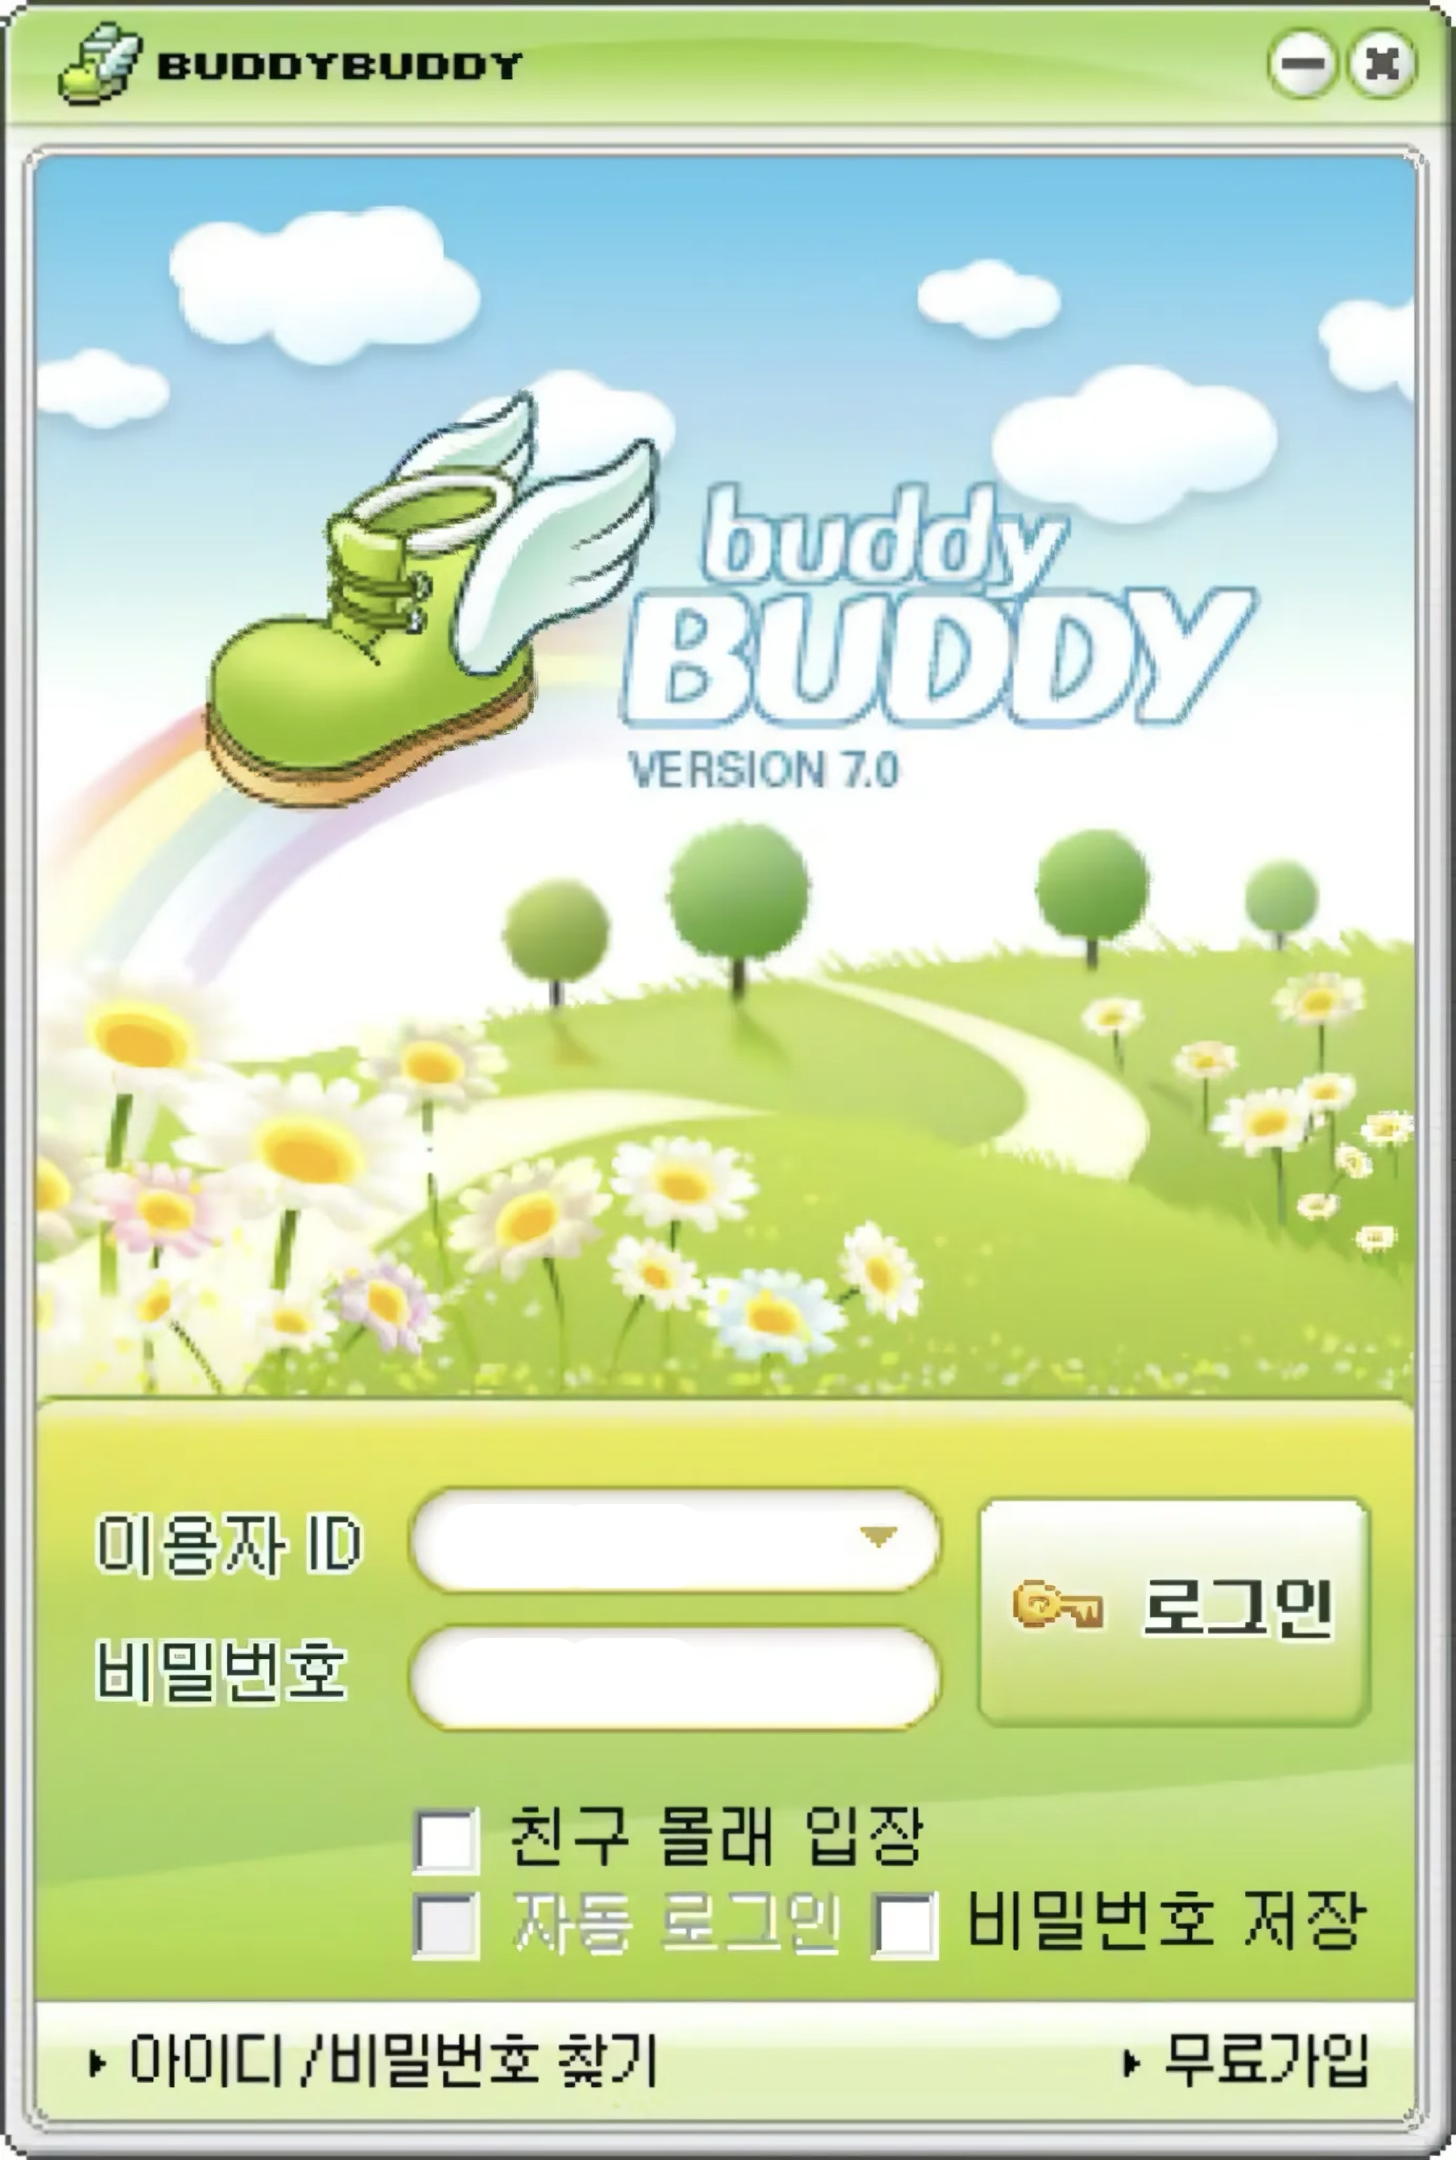 BUDDYBUDDY
buddy
BUDDY
VERSION 7.0
이용자 ID
비밀번호
로그인
친구 몰래 입장
자동 로그인 비밀번호 저장
아이디 /비밀번호 찾기 무료가입